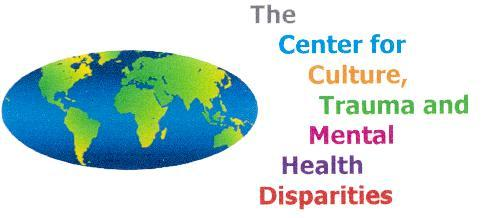 The
Center for
Culture,
Trauma and
Mental
Health
Disparities